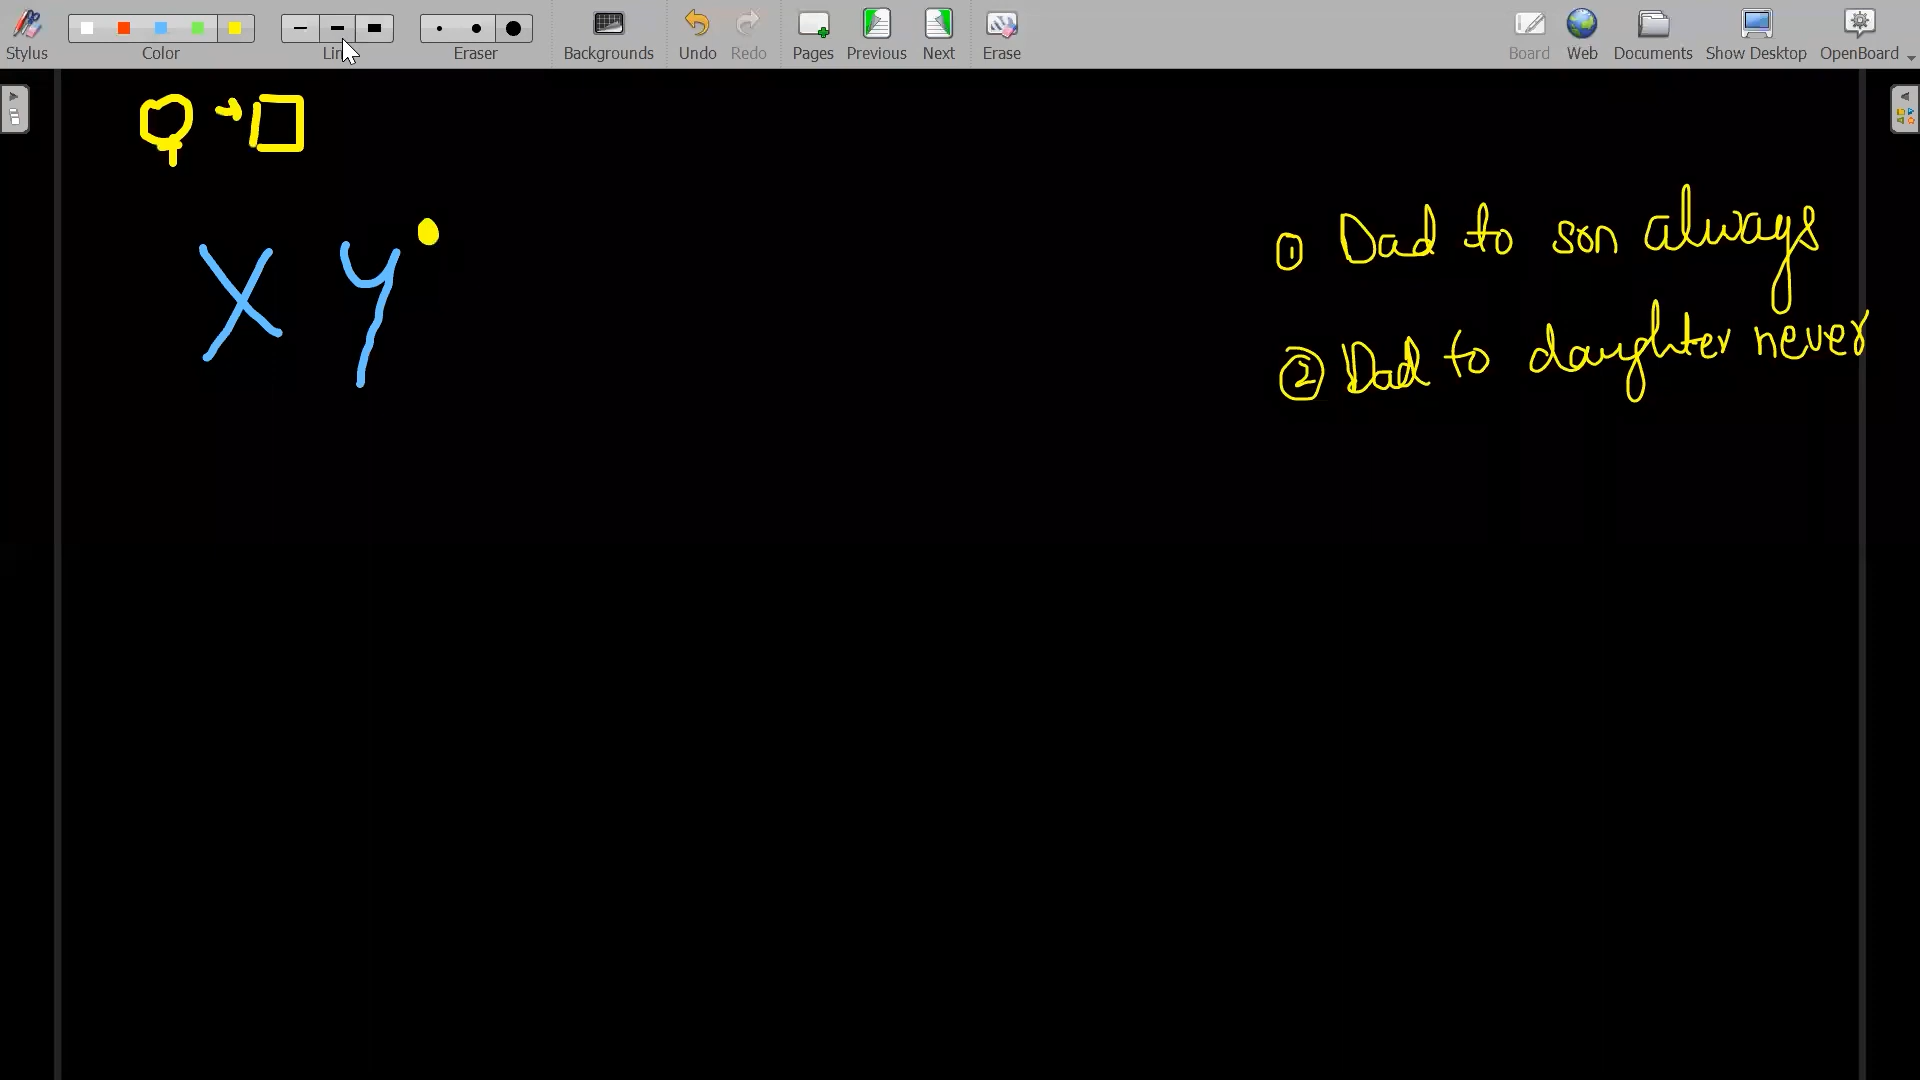 Stylus Color Line Eraser Backgrounds Undo Redo Pages Previous Next Erase Board Web Documents Show Desktop OpenBoard
X Y
① Dad to son always
② Dad to daughter never